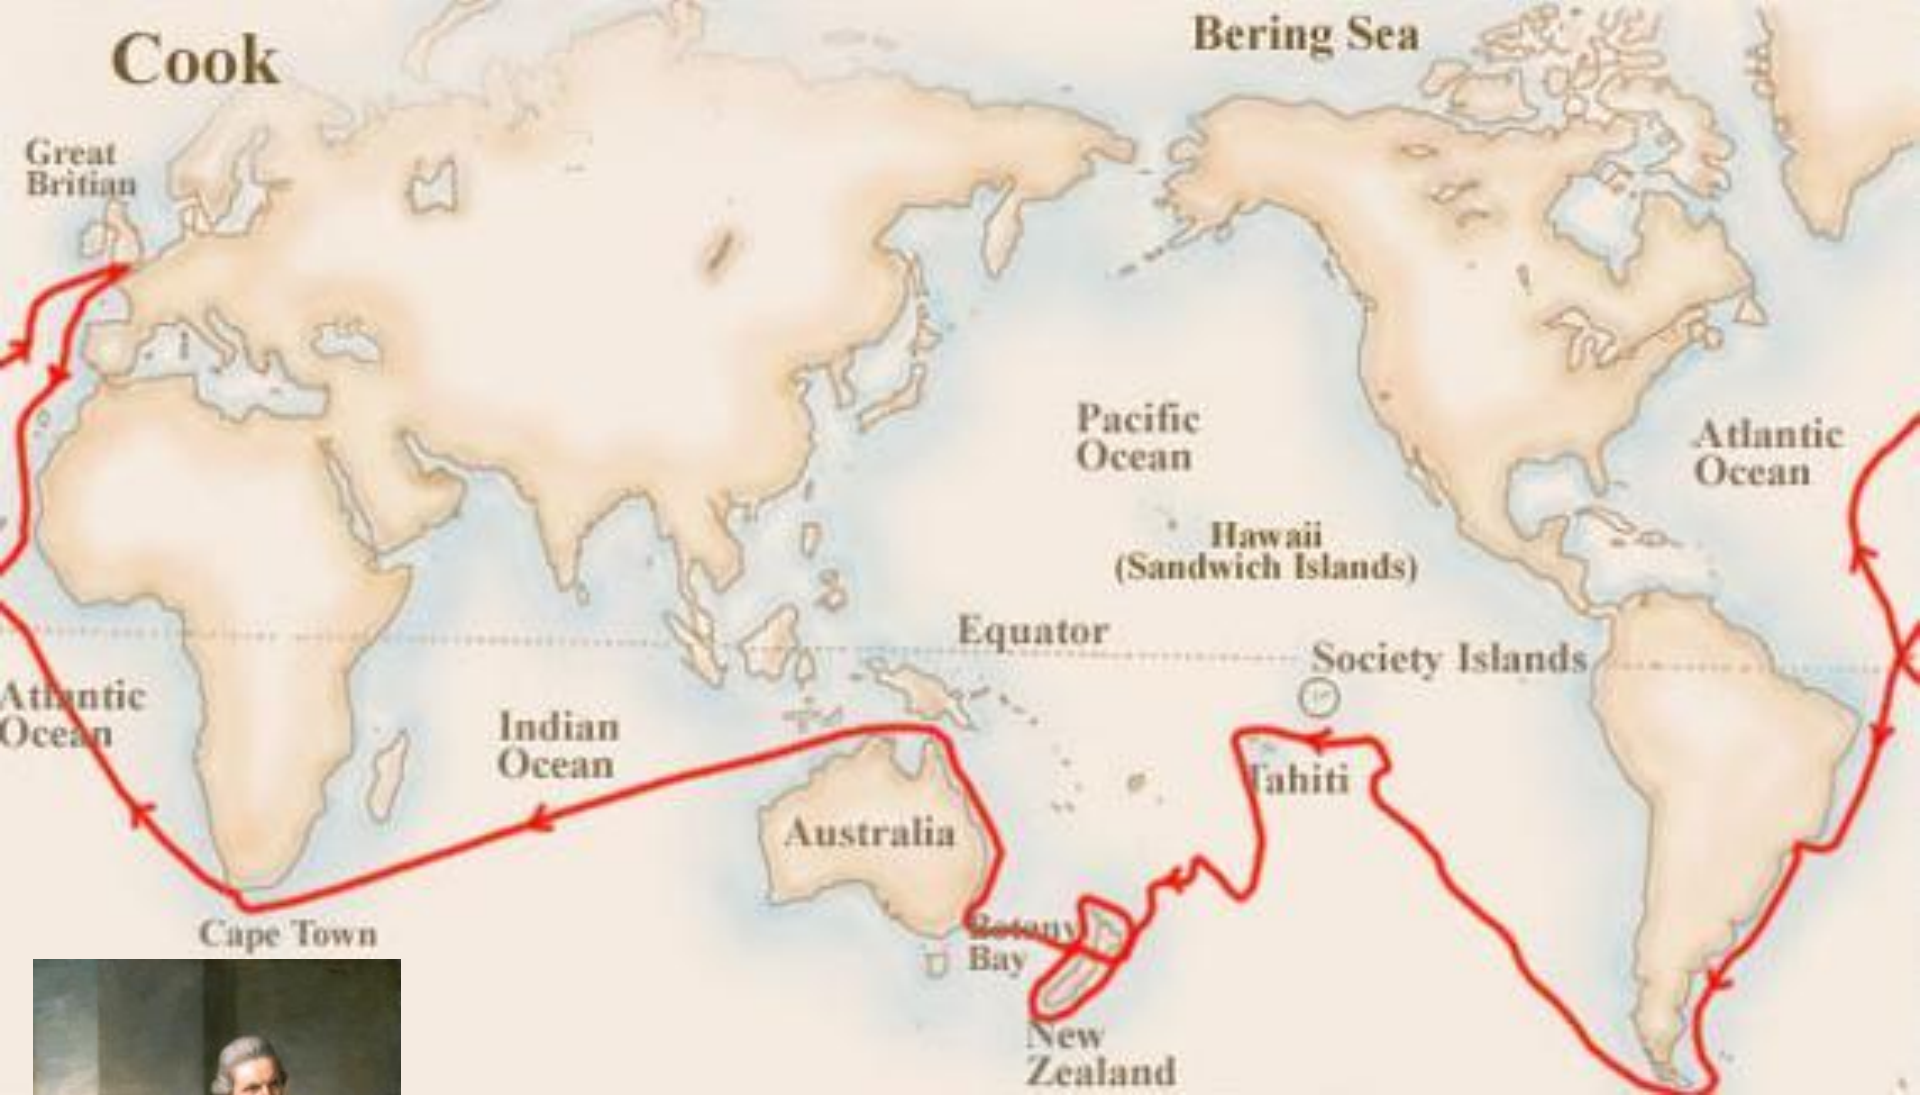 Cook
Bering Sea
Great
Britian
Pacific
Ocean
Atlantic
Ocean
Hawaii
(Sandwich Islands)
Equator
Society Islands
Atlantic
Ocean
Indian
Ocean
Tahiti
Australia
Cape Town
Botany
Bay
New
Zealand